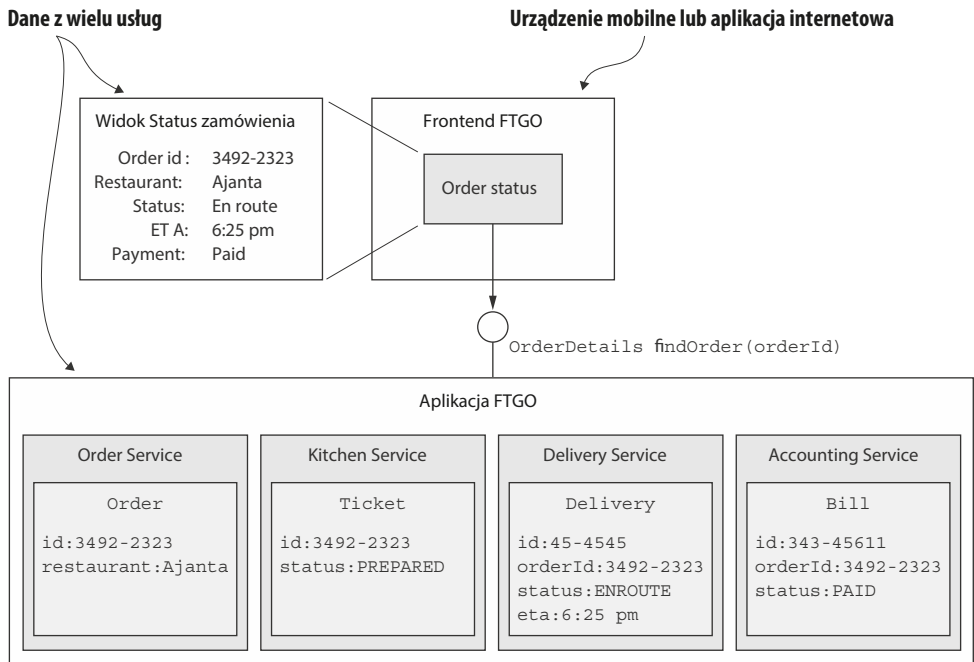 Dane z wielu usług
Urządzenie mobilne lub aplikacja internetowa
Widok Status zamówienia
Order id : 3492-2323
Restaurant: Ajanta
Status: En route
ET A: 6:25 pm
Payment: Paid
Frontend FTGO
Order status
OrderDetails findOrder(orderId)
Aplikacja FTGO
Order Service
Order
id:3492-2323
restaurant:Ajanta
Kitchen Service
Ticket
id:3492-2323
status:PREPARED
Delivery Service
Delivery
id:45-4545
orderId:3492-2323
status:ENROUTE
eta:6:25 pm
Accounting Service
Bill
id:343-45611
orderId:3492-2323
status:PAID